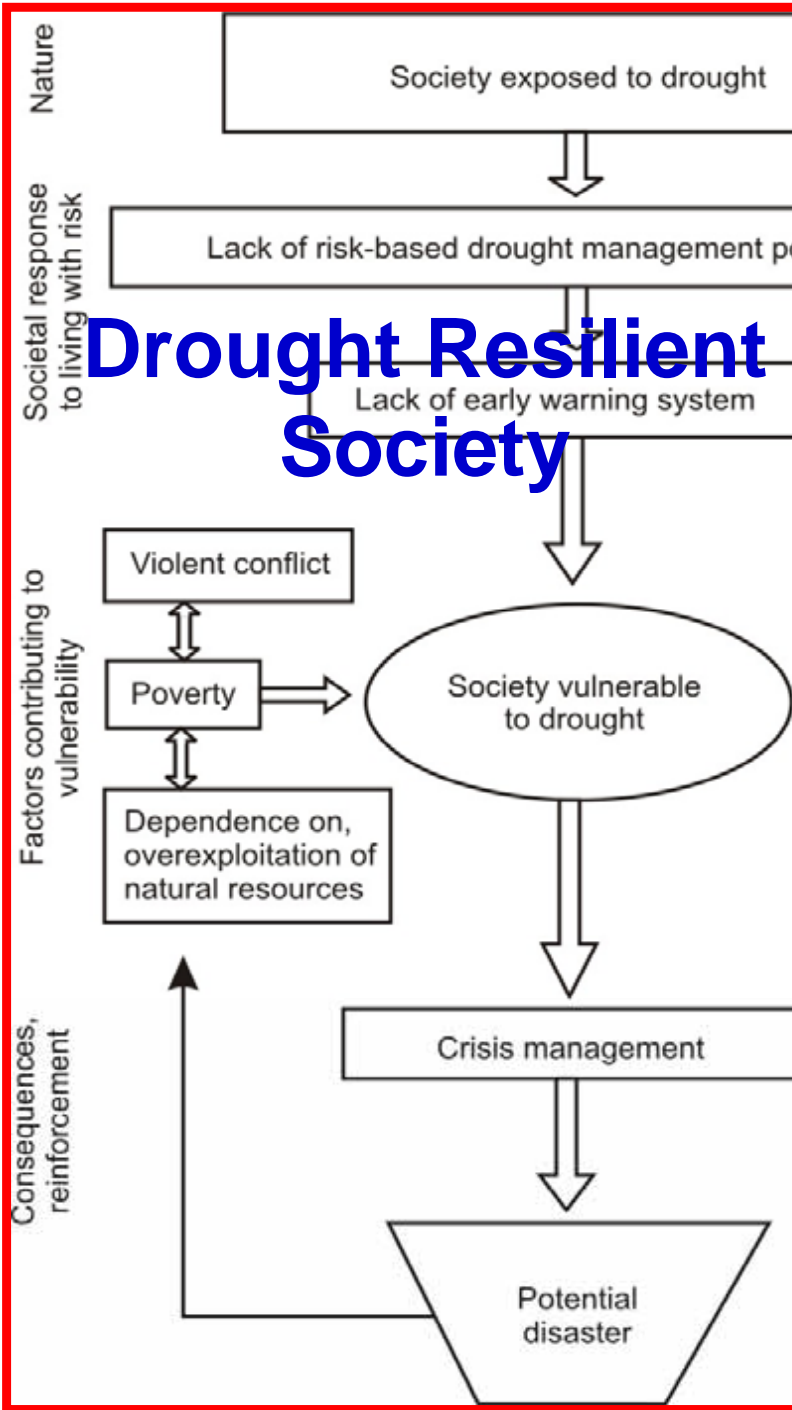 Nature
Society exposed to drought
Societal response
to living with risk
Lack of risk-based drought management
Drought Resilient
Society
Lack of early warning system
Factors contributing to
vulnerability
Violent conflict
Poverty
Society vulnerable
to drought
Dependence on,
overexploitation of
natural resources
Consequences,
reinforcement
Crisis management
Potential
disaster